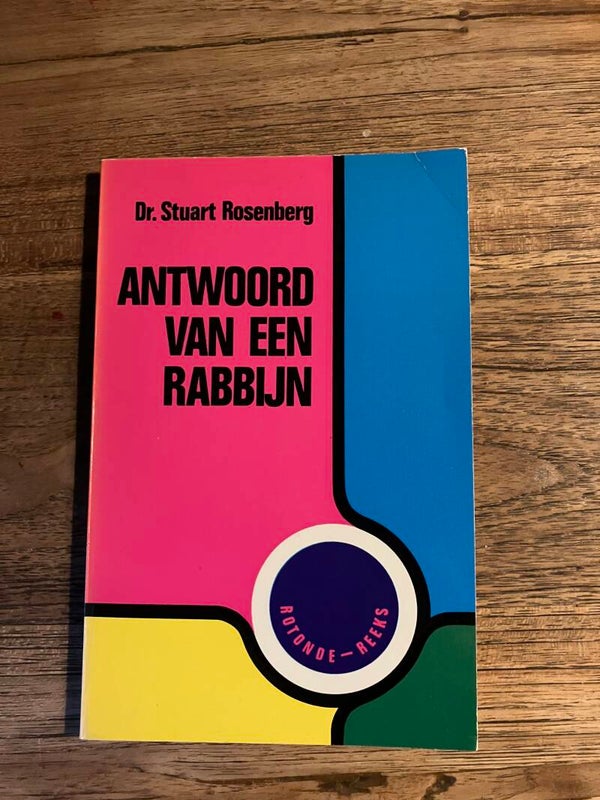 Dr. Stuart Rosenberg
ANTWOORD
VAN EEN
RABBIJN
ROTONDE – REEKS